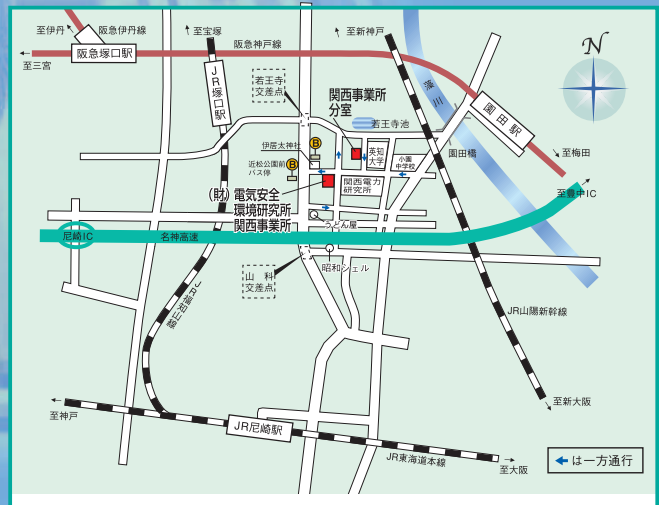 至伊丹
阪急伊丹線
至宝塚
至新神戸
N
阪急塚口駅
阪急神戸線
至三宮
JR塚口駅
若王寺
交差点
関西事業所
分室
藻川
園田駅
若王寺池
伊居太神社
B
英知
大学
小園
中学校
園田橋
至梅田
近松公園前
バス停
B
関西電力
研究所
至豊中IC
(財)電気安全
環境研究所
関西事業所
うどん屋
尼崎IC
名神高速
昭和シェル
山科
交差点
JR福知山線
JR山陽新幹線
至新大阪
至神戸
JR尼崎駅
JR東海道本線
至大阪
は一方通行